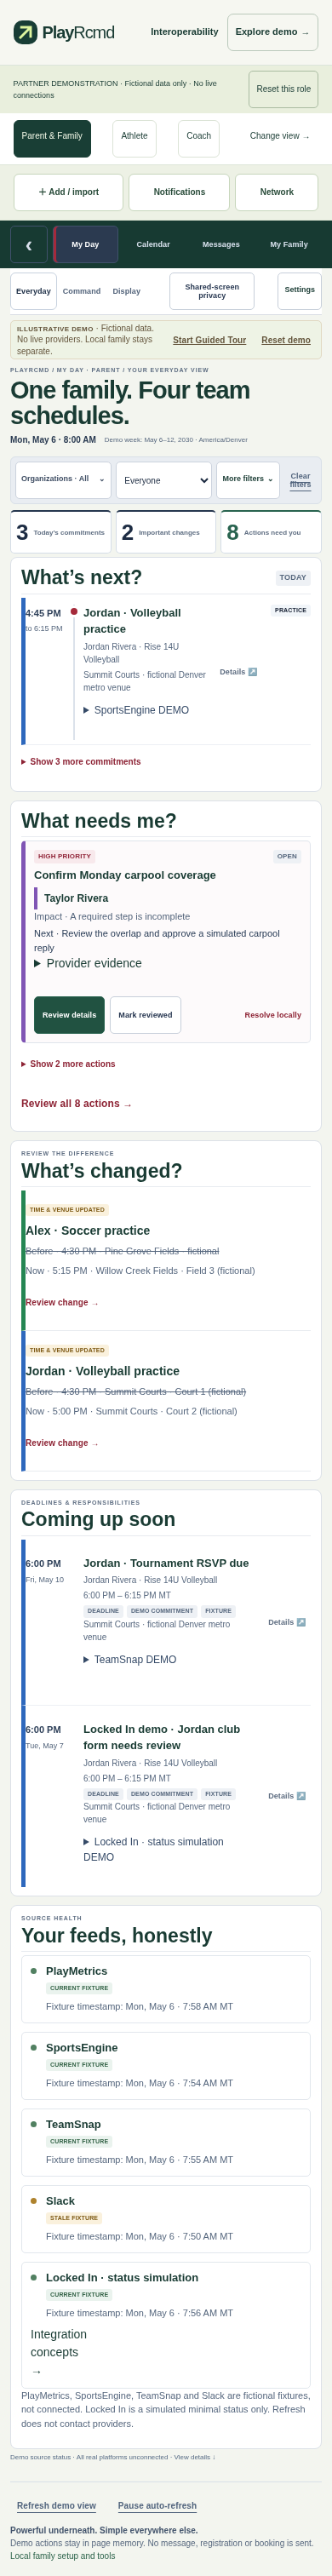 PlayRcmd
Interoperability
Explore demo →
PARTNER DEMONSTRATION · Fictional data only · No live
connections
Reset this role
Parent & Family
Athlete
Coach
Change view →
+ Add / import
Notifications
Network
‹
My Day
Calendar
Messages
My Family
Everyday
Command
Display
Shared-screen
privacy
Settings
ILLUSTRATIVE DEMO · Fictional data.
No live providers. Local family stays
separate.
Start Guided Tour
Reset demo
PLAYRCMD / MY DAY · PARENT / YOUR EVERYDAY VIEW
One family. Four team
schedules.
Mon, May 6 · 8:00 AM
Demo week: May 6–12, 2030 · America/Denver
Organizations · All
Everyone
More filters
Clear
filters
3 Today's commitments
2 Important changes
8 Actions need you
What's next?
TODAY
4:45 PM
to 6:15 PM
Jordan · Volleyball
practice
PRACTICE
Jordan Rivera · Rise 14U
Volleyball
Summit Courts · fictional Denver
metro venue
Details ↗
▶ SportsEngine DEMO
▶ Show 3 more commitments
What needs me?
HIGH PRIORITY
OPEN
Confirm Monday carpool coverage
Taylor Rivera
Impact · A required step is incomplete
Next · Review the overlap and approve a simulated carpool
reply
▶ Provider evidence
Review details
Mark reviewed
Resolve locally
▶ Show 2 more actions
Review all 8 actions →
REVIEW THE DIFFERENCE
What's changed?
TIME & VENUE UPDATED
Alex · Soccer practice
Before · 4:30 PM · Pine Grove Fields · fictional
Now · 5:15 PM · Willow Creek Fields · Field 3 (fictional)
Review change →
TIME & VENUE UPDATED
Jordan · Volleyball practice
Before · 4:30 PM · Summit Courts · Court 1 (fictional)
Now · 5:00 PM · Summit Courts · Court 2 (fictional)
Review change →
DEADLINES & RESPONSIBILITIES
Coming up soon
6:00 PM
Fri, May 10
Jordan · Tournament RSVP due
Jordan Rivera · Rise 14U Volleyball
6:00 PM – 6:15 PM MT
DEADLINE DEMO COMMITMENT FIXTURE
Summit Courts · fictional Denver metro
venue
Details ↗
▶ TeamSnap DEMO
6:00 PM
Tue, May 7
Locked In demo · Jordan club
form needs review
Jordan Rivera · Rise 14U Volleyball
6:00 PM – 6:15 PM MT
DEADLINE DEMO COMMITMENT FIXTURE
Summit Courts · fictional Denver metro
venue
Details ↗
▶ Locked In · status simulation
DEMO
SOURCE HEALTH
Your feeds, honestly
PlayMetrics
CURRENT FIXTURE
Fixture timestamp: Mon, May 6 · 7:58 AM MT
SportsEngine
CURRENT FIXTURE
Fixture timestamp: Mon, May 6 · 7:54 AM MT
TeamSnap
CURRENT FIXTURE
Fixture timestamp: Mon, May 6 · 7:55 AM MT
Slack
STALE FIXTURE
Fixture timestamp: Mon, May 6 · 7:50 AM MT
Locked In · status simulation
CURRENT FIXTURE
Fixture timestamp: Mon, May 6 · 7:56 AM MT
Integration
concepts
→
PlayMetrics, SportsEngine, TeamSnap and Slack are fictional fixtures,
not connected. Locked In is a simulated minimal status only. Refresh
does not contact providers.
Demo source status · All real platforms unconnected · View details ↓
Refresh demo view
Pause auto-refresh
Powerful underneath. Simple everywhere else.
Demo actions stay in page memory. No message, registration or booking is sent.
Local family setup and tools